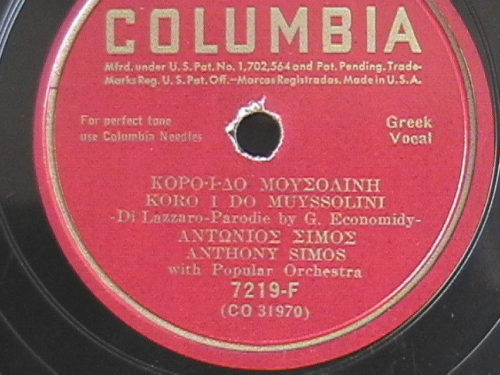 COLUMBIA
Mfrd. under U.S. Pat. No. 1,702,564 and Pat. Pending. Trade-
Marks Reg. U.S. Pat. Off.—Marcas Registradas. Made in U.S.A.
For perfect tone
use Columbia Needles
Greek
Vocal
ΚΟΡΟ-Ι-ΔΟ ΜΟΥΣΟΛΙΝΗ
KORO I DO MUYSSOLINI
-Di Lazzaro-Parodie by G. Economidy-
ΑΝΤΩΝΙΟΣ ΣΙΜΟΣ
ANTHONY SIMOS
with Popular Orchestra
7219-F
(CO 31970)